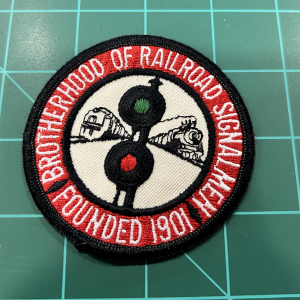 BROTHERHOOD OF RAILROAD SIGNALMEN
FOUNDED 1901